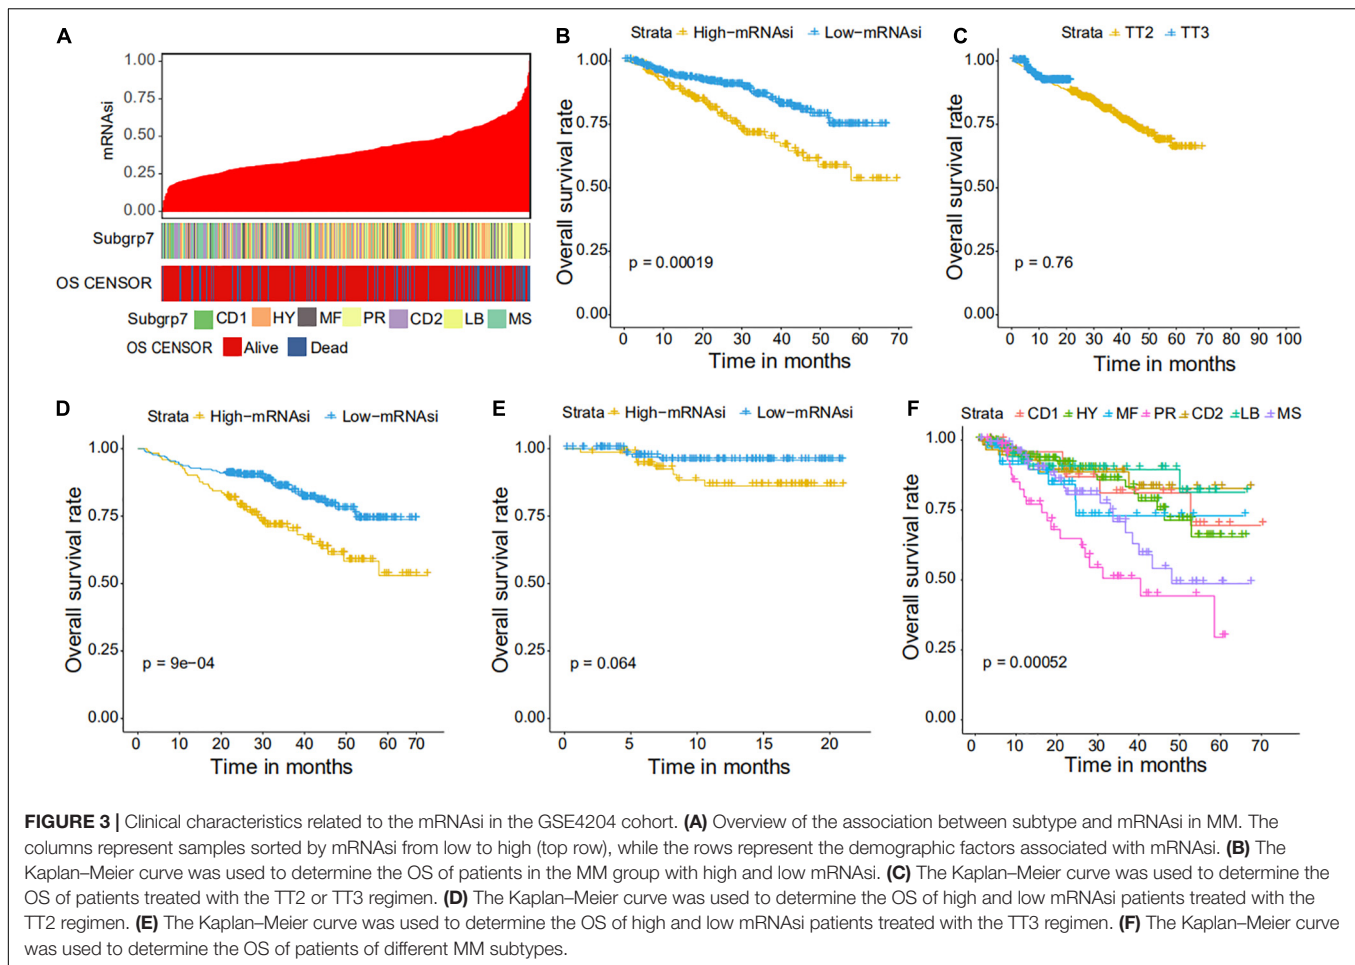 A
mRNAsi
1.00
0.75
0.50
0.25
0.00
Subgrp7
OS CENSOR
Subgrp7 CD1 HY MF PR CD2 LB MS
OS CENSOR Alive Dead
B
Strata High−mRNAsi Low−mRNAsi
Overall survival rate
1.00
0.75
0.50
0.25
0.00
p = 0.00019
0 10 20 30 40 50 60 70
Time in months
C
Strata TT2 TT3
Overall survival rate
1.00
0.75
0.50
0.25
0.00
p = 0.76
0 10 20 30 40 50 60 70 80 90 100
Time in months
D
Strata High−mRNAsi Low−mRNAsi
Overall survival rate
1.00
0.75
0.50
0.25
0.00
p = 9e−04
0 10 20 30 40 50 60 70
Time in months
E
Strata High−mRNAsi Low−mRNAsi
Overall survival rate
1.00
0.75
0.50
0.25
0.00
p = 0.064
0 5 10 15 20
Time in months
F
Strata CD1 HY MF PR CD2 LB MS
Overall survival rate
1.00
0.75
0.50
0.25
0.00
p = 0.00052
0 10 20 30 40 50 60 70
Time in months
FIGURE 3 | Clinical characteristics related to the mRNAsi in the GSE4204 cohort. (A) Overview of the association between subtype and mRNAsi in MM. The
columns represent samples sorted by mRNAsi from low to high (top row), while the rows represent the demographic factors associated with mRNAsi. (B) The
Kaplan–Meier curve was used to determine the OS of patients in the MM group with high and low mRNAsi. (C) The Kaplan–Meier curve was used to determine the
OS of patients treated with the TT2 or TT3 regimen. (D) The Kaplan–Meier curve was used to determine the OS of high and low mRNAsi patients treated with the
TT2 regimen. (E) The Kaplan–Meier curve was used to determine the OS of high and low mRNAsi patients treated with the TT3 regimen. (F) The Kaplan–Meier curve
was used to determine the OS of patients of different MM subtypes.